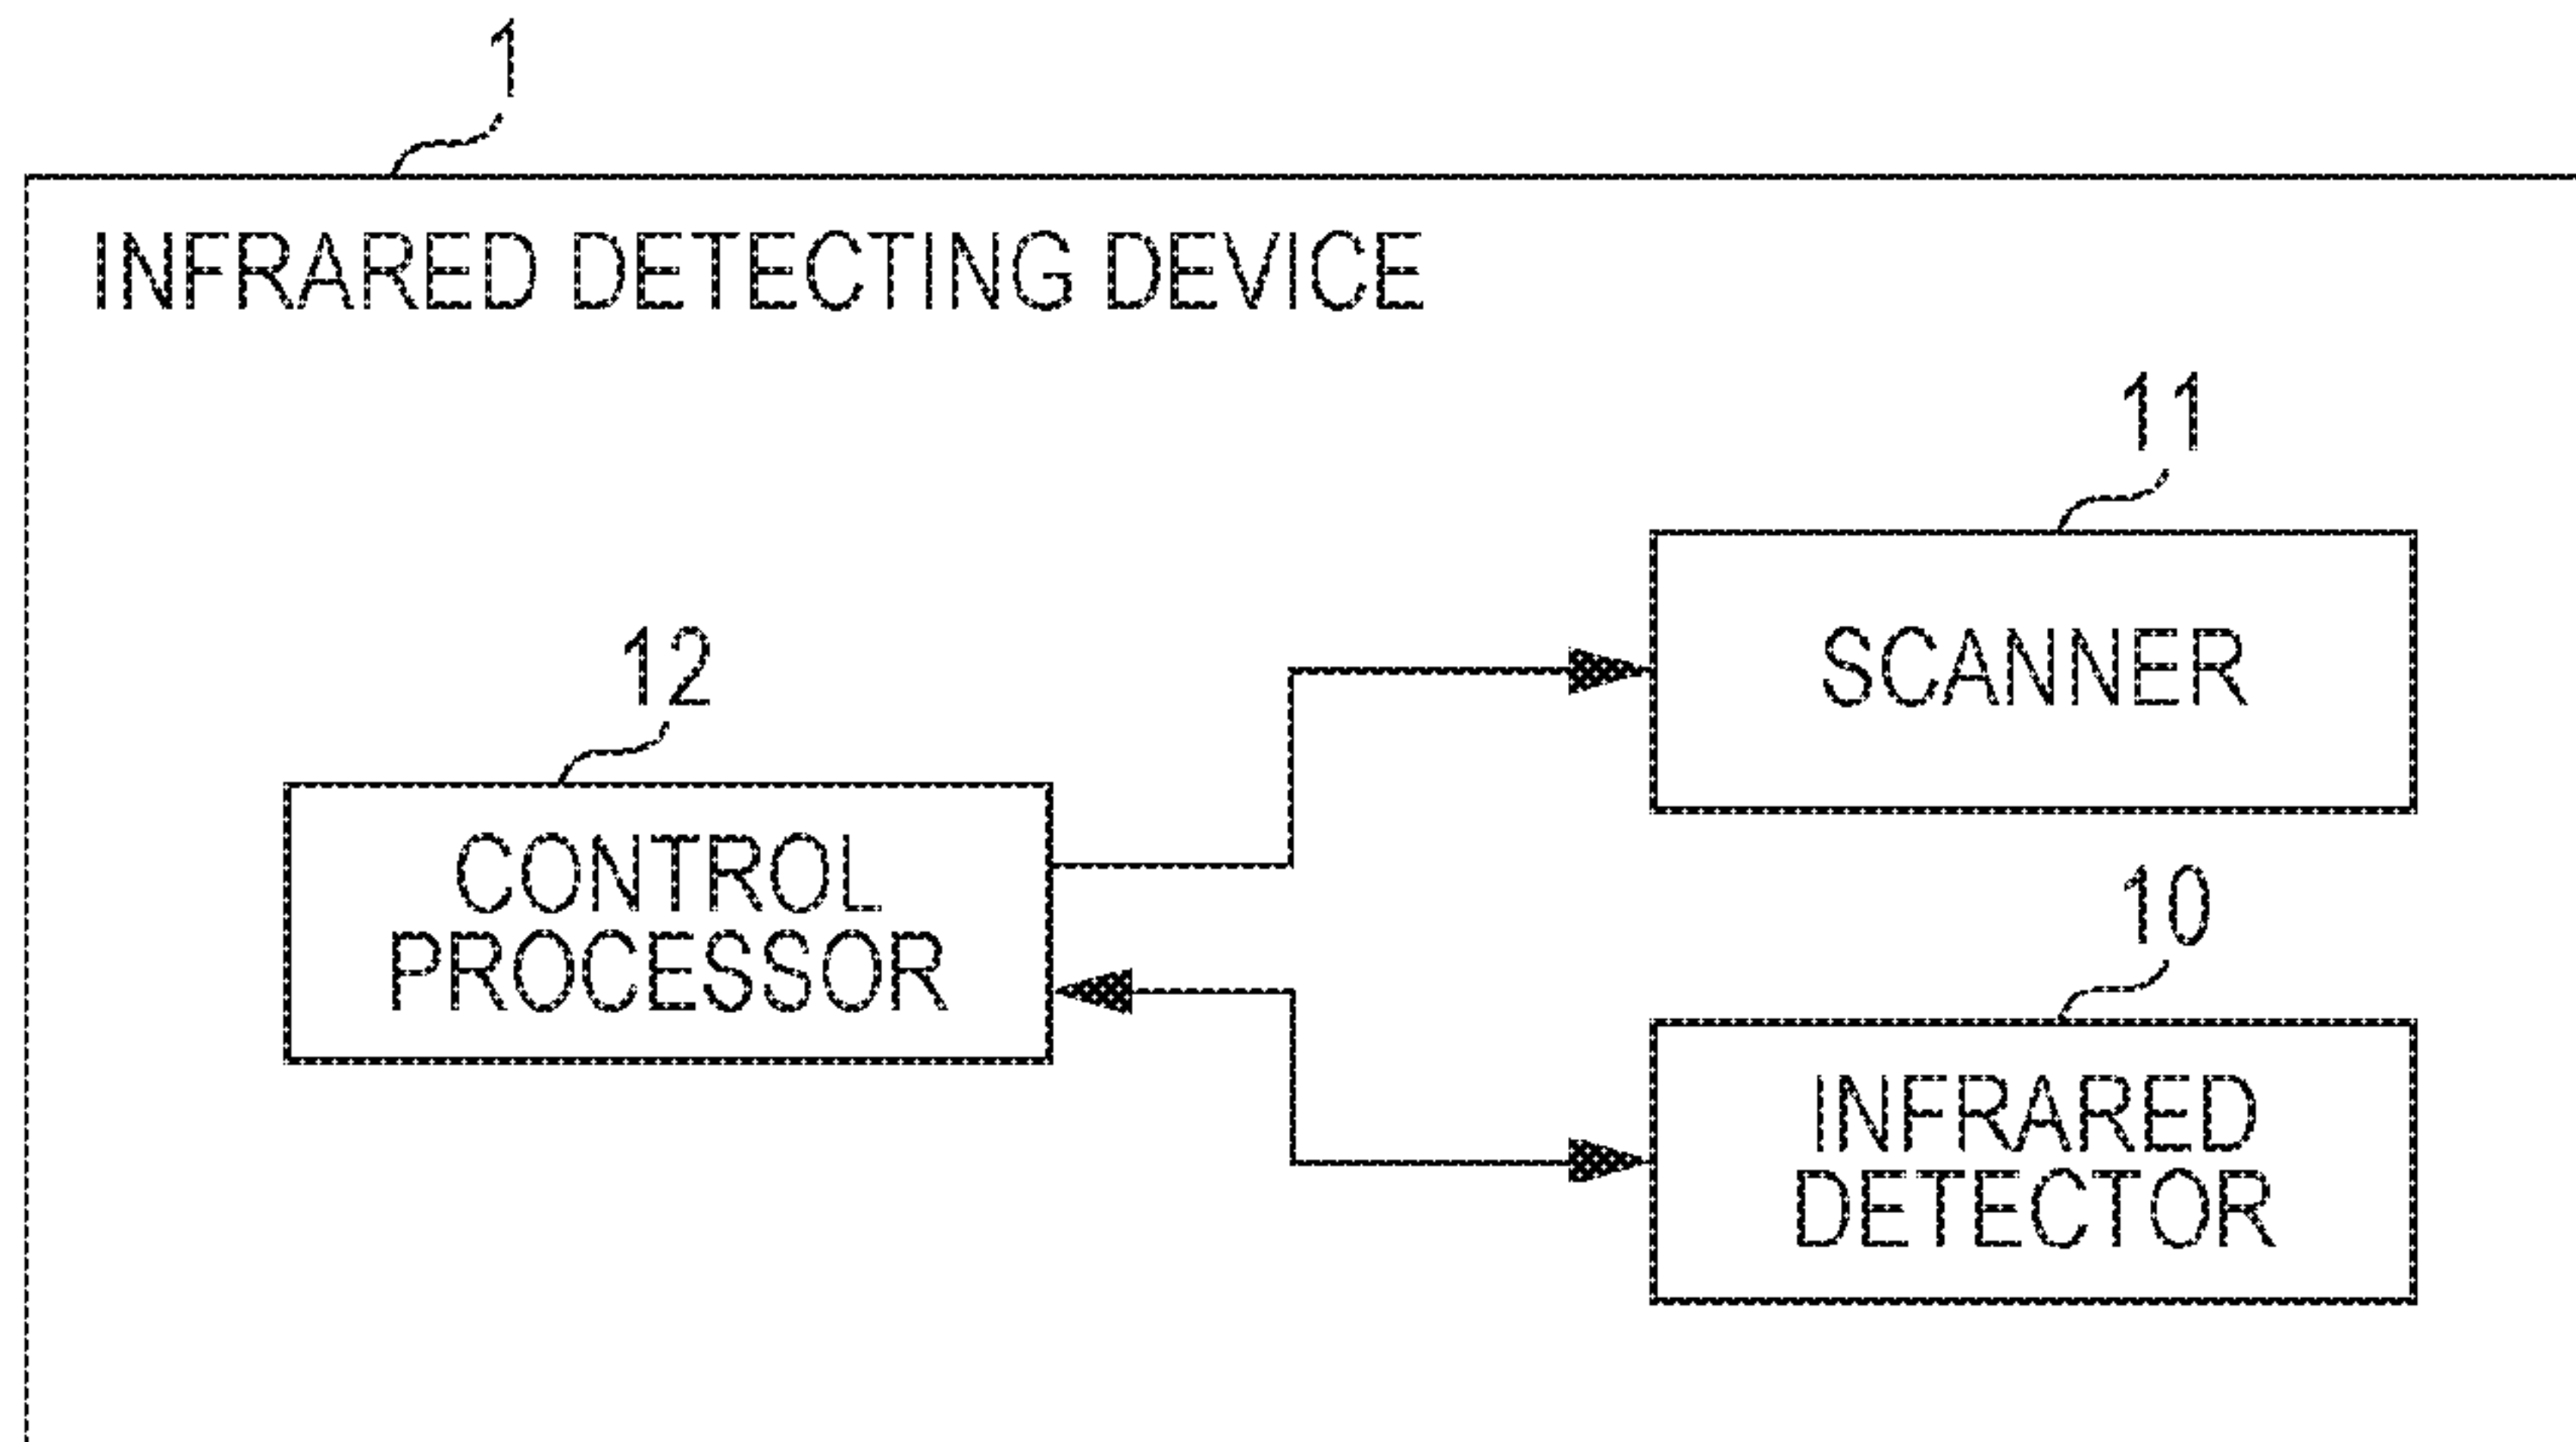 1
INFRARED DETECTING DEVICE
11
SCANNER
12
CONTROL
PROCESSOR
10
INFRARED
DETECTOR